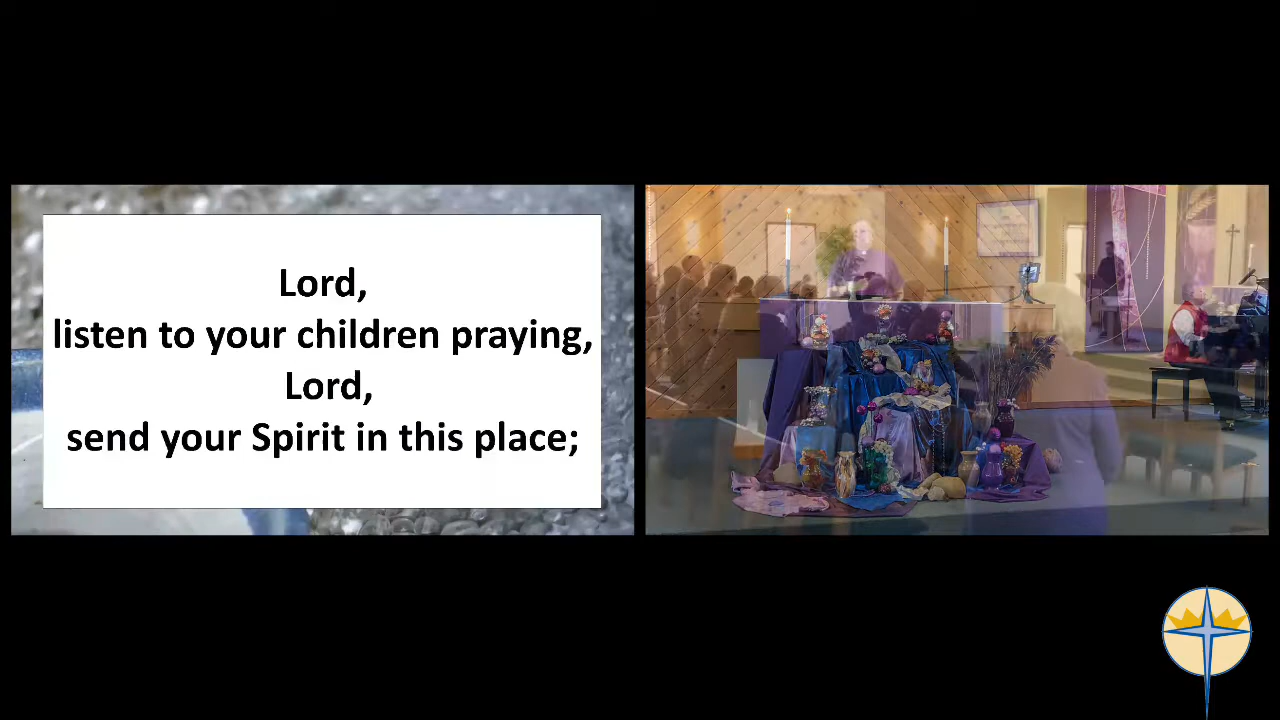 Lord,
listen to your children praying,
Lord,
send your Spirit in this place;